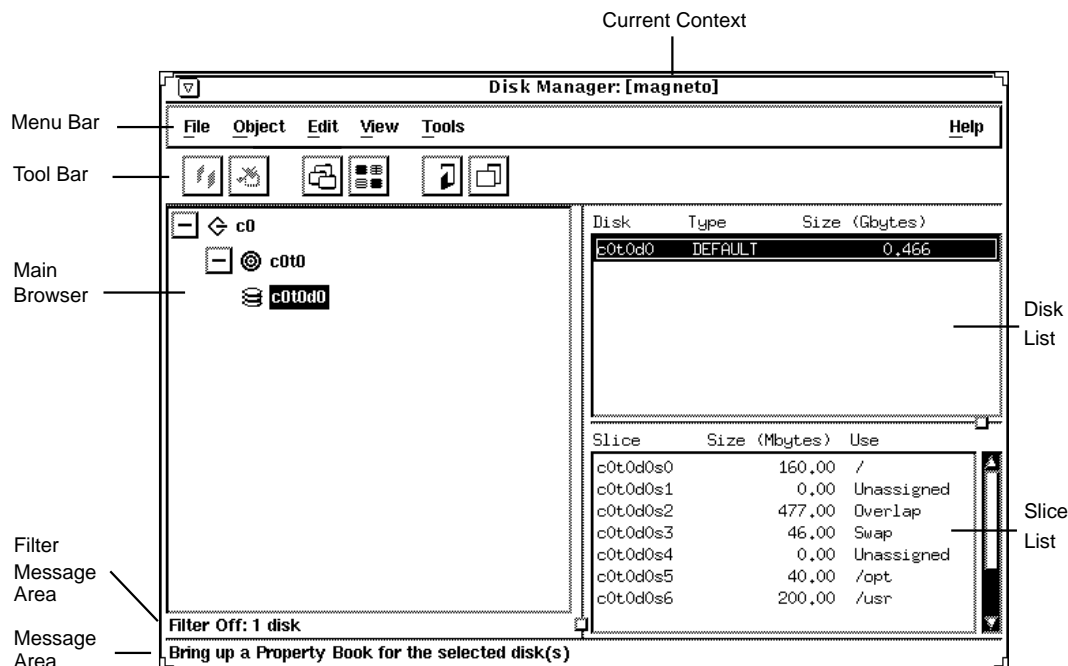 Current Context
Disk Manager: [magneto]
Menu Bar
File Object Edit View Tools Help
Tool Bar
c0
c0t0
c0t0d0
Main
Browser
Disk Type Size (Gbytes)
c0t0d0 DEFAULT 0.466
Disk
List
Slice Size (Mbytes) Use
c0t0d0s0 160.00 /
c0t0d0s1 0.00 Unassigned
c0t0d0s2 477.00 Overlap
c0t0d0s3 46.00 Swap
c0t0d0s4 0.00 Unassigned
c0t0d0s5 40.00 /opt
c0t0d0s6 200.00 /usr
Slice
List
Filter
Message
Area
Filter Off: 1 disk
Message
Area
Bring up a Property Book for the selected disk(s)